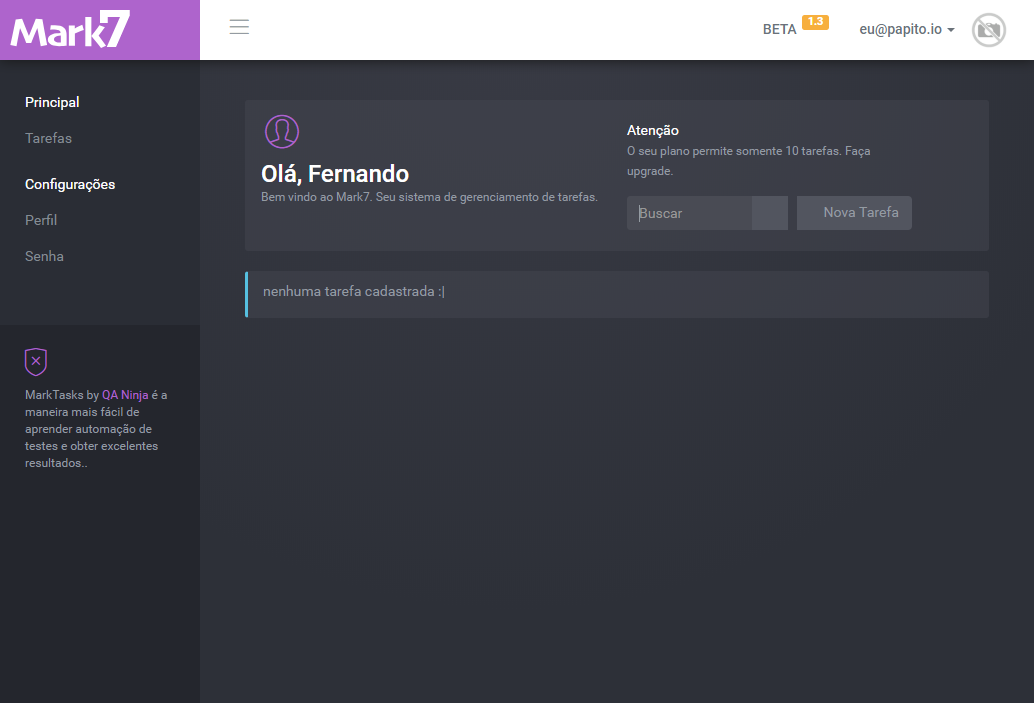 Mark7
BETA 1.3
eu@papito.io
Principal
Tarefas
Configurações
Perfil
Senha
MarkTasks by QA Ninja é a
maneira mais fácil de
aprender automação de
testes e obter excelentes
resultados..
Olá, Fernando
Bem vindo ao Mark7. Seu sistema de gerenciamento de tarefas.
Atenção
O seu plano permite somente 10 tarefas. Faça
upgrade.
Buscar
Nova Tarefa
nenhuma tarefa cadastrada :|